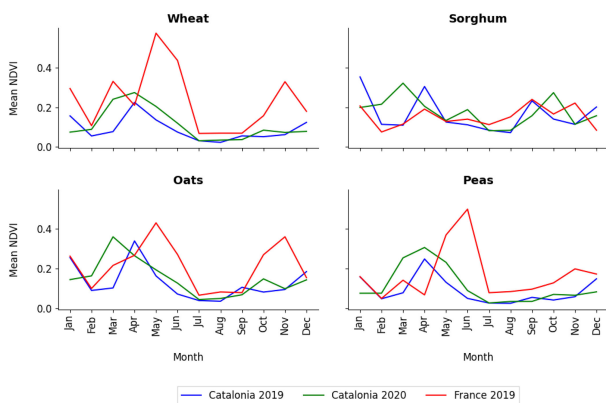 Wheat
Sorghum
Mean NDVI
0.4
0.2
0.0
Oats
Peas
Mean NDVI
0.4
0.2
0.0
Jan Feb Mar Apr May Jun Jul Aug Sep Oct Nov Dec
Jan Feb Mar Apr May Jun Jul Aug Sep Oct Nov Dec
Month
Month
Catalonia 2019 Catalonia 2020 France 2019